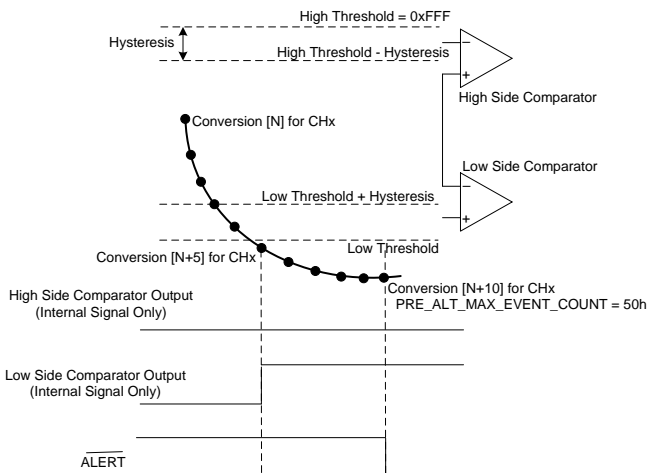 High Threshold = 0xFFF
Hysteresis
High Threshold - Hysteresis
−
+
High Side Comparator
Conversion [N] for CHx
Low Side Comparator
−
+
Low Threshold + Hysteresis
Low Threshold
Conversion [N+5] for CHx
Conversion [N+10] for CHx
PRE_ALT_MAX_EVENT_COUNT = 50h
High Side Comparator Output
(Internal Signal Only)
Low Side Comparator Output
(Internal Signal Only)
ALERT